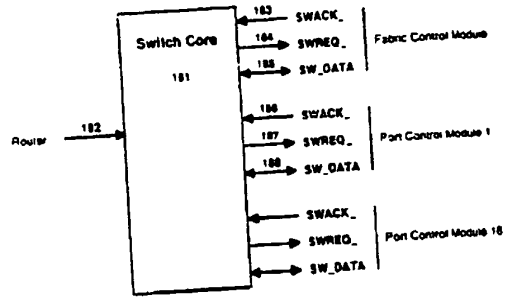 183
SWACK_
Switch Core
184
SWREQ_
Fabric Control Module
185
SW_DATA
181
186
SWACK_
Router
182
187
SWREQ_
Port Control Module 1
188
SW_DATA
SWACK_
SWREQ_
Port Control Module 16
SW_DATA